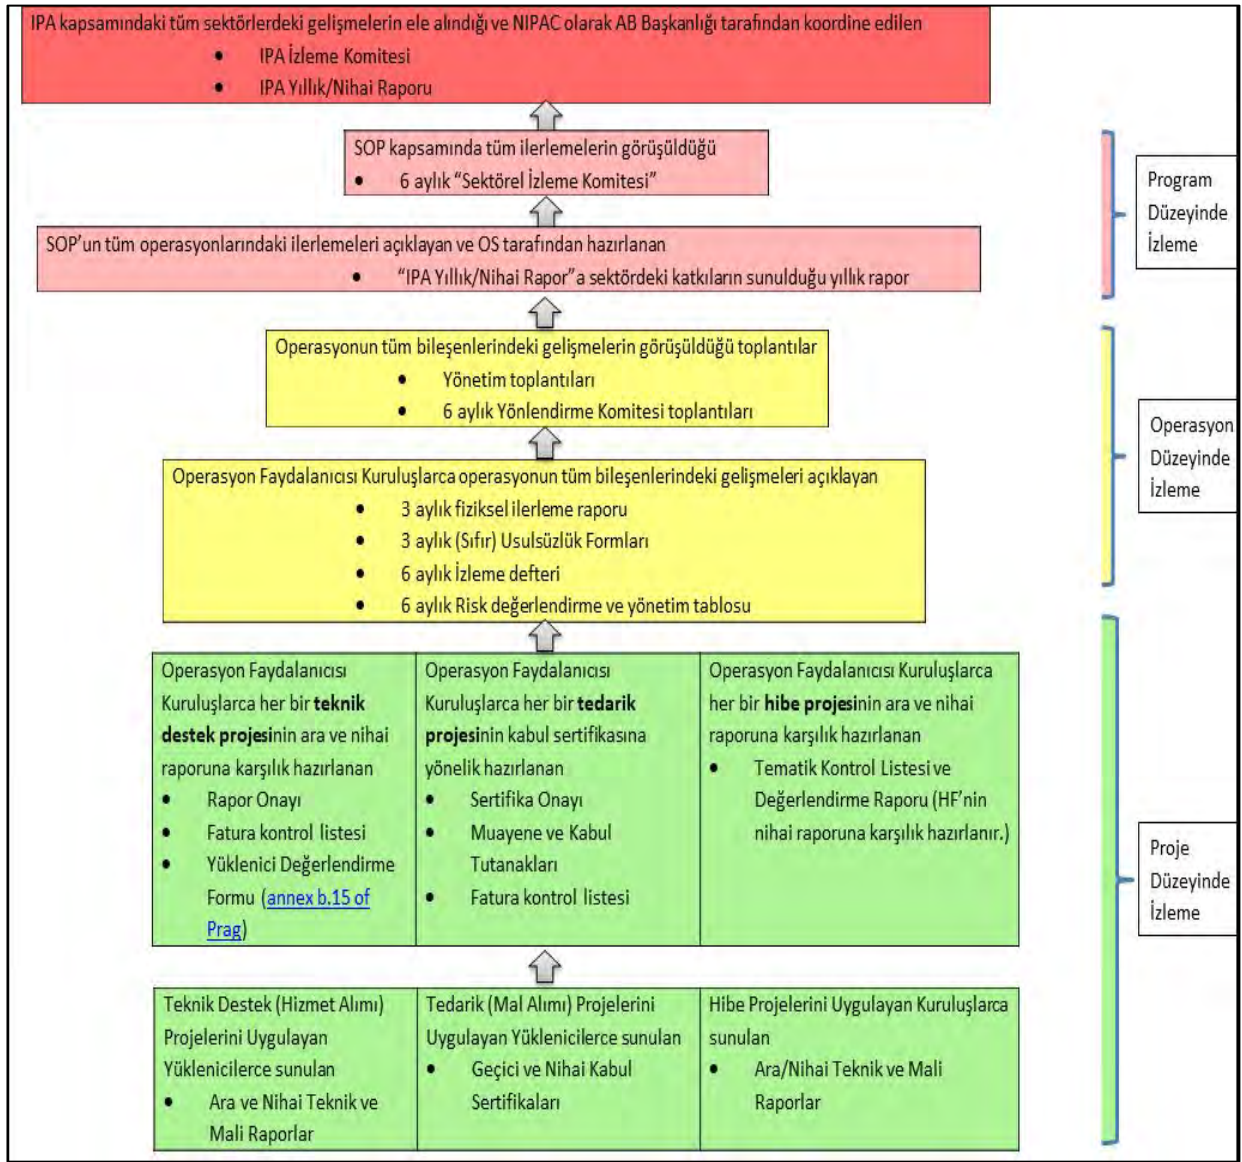 IPA kapsamındaki tüm sektörlerdeki gelişmelerin ele alındığı ve NIPAC olarak AB Başkanlığı tarafından koordine edilen
• IPA İzleme Komitesi
• IPA Yıllık/Nihai Raporu
SOP kapsamında tüm ilerlemelerin görüşüldüğü
• 6 aylık “Sektörel İzleme Komitesi”
SOP’un tüm operasyonlarındaki ilerlemeleri açıklayan ve OS tarafından hazırlanan
• “IPA Yıllık/Nihai Rapor”a sektördeki katkıların sunulduğu yıllık rapor
Program
Düzeyinde
İzleme
Operasyonun tüm bileşenlerindeki gelişmelerin görüşüldüğü toplantılar
• Yönetim toplantıları
• 6 aylık Yönlendirme Komitesi toplantıları
Operasyon Faydalanıcısı Kuruluşlarca operasyonun tüm bileşenlerindeki gelişmeleri açıklayan
• 3 aylık fiziksel ilerleme raporu
• 3 aylık (Sıfır) Usulsüzlük Formları
• 6 aylık İzleme defteri
• 6 aylık Risk değerlendirme ve yönetim tablosu
Operasyon
Düzeyinde
İzleme
Operasyon Faydalanıcısı
Kuruluşlarca her bir teknik
destek projesinin ara ve nihai
raporuna karşılık hazırlanan
• Rapor Onayı
• Fatura kontrol listesi
• Yüklenici Değerlendirme
Formu (annex b.15 of
Prag)
Operasyon Faydalanıcısı
Kuruluşlarca her bir tedarik
projesinin kabul sertifikasına
yönelik hazırlanan
• Sertifika Onayı
• Muayene ve Kabul
Tutanakları
• Fatura kontrol listesi
Operasyon Faydalanıcısı Kuruluşlarca
her bir hibe projesinin ara ve nihai
raporuna karşılık hazırlanan
• Tematik Kontrol Listesi ve
Değerlendirme Raporu (HF’nin
nihai raporuna karşılık hazırlanır.)
Teknik Destek (Hizmet Alımı)
Projelerini Uygulayan
Yüklenicilerce sunulan
• Ara ve Nihai Teknik ve
Mali Raporlar
Tedarik (Mal Alımı) Projelerini
Uygulayan Yüklenicilerce sunulan
• Geçici ve Nihai Kabul
Sertifikaları
Hibe Projelerini Uygulayan Kuruluşlarca
sunulan
• Ara/Nihai Teknik ve Mali
Raporlar
Proje
Düzeyinde
İzleme